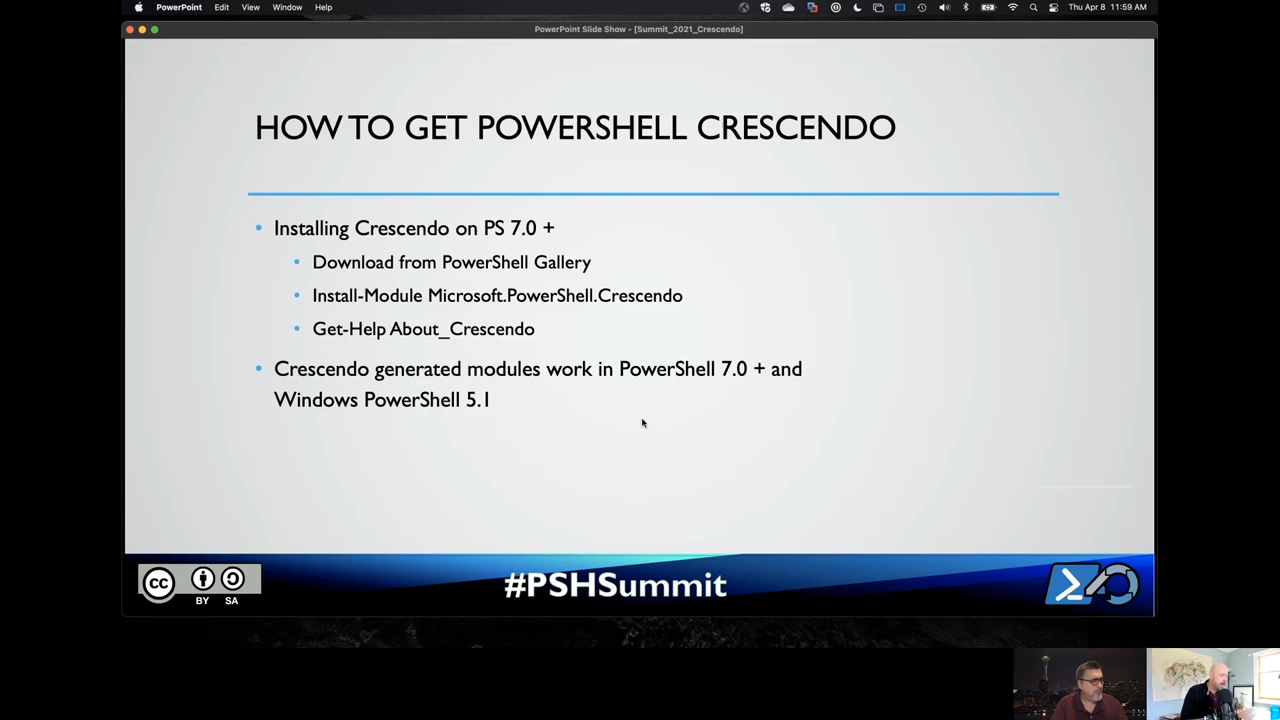 PowerPoint Edit View Window Help Thu Apr 8 11:59 AM
PowerPoint Slide Show - [Summit_2021_Crescendo]
HOW TO GET POWERSHELL CRESCENDO
• Installing Crescendo on PS 7.0 +
• Download from PowerShell Gallery
• Install-Module Microsoft.PowerShell.Crescendo
• Get-Help About_Crescendo
• Crescendo generated modules work in PowerShell 7.0 + and
Windows PowerShell 5.1
cc BY SA
#PSHSummit